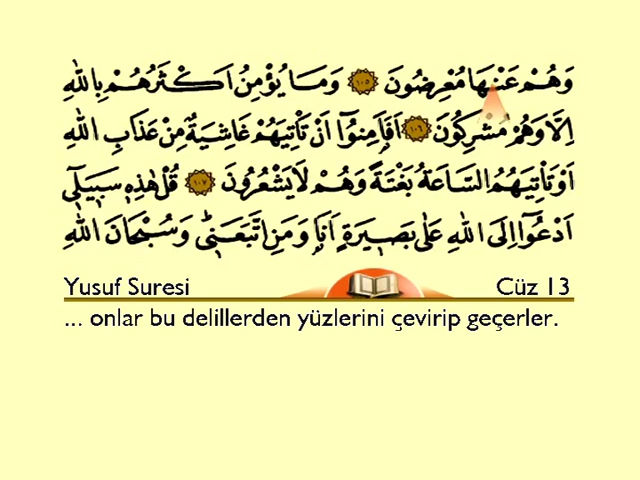 وَهُمْ عَنْهَا مُعْرِضُونَ ﴿١٠٥﴾ وَمَا يُؤْمِنُ اَكْثَرُهُمْ بِاللّٰهِ
اِلَّا وَهُمْ مُشْرِكُونَ ﴿١٠٦﴾ اَفَاَمِنُٓوا اَنْ تَأْتِيَهُمْ غَاشِيَةٌ مِنْ عَذَابِ اللّٰهِ
اَوْ تَأْتِيَهُمُ السَّاعَةُ بَغْتَةً وَهُمْ لَا يَشْعُرُونَ ﴿١٠٧﴾ قُلْ هٰذِهٖ سَبٖيلٖٓي
اَدْعُٓوا اِلَى اللّٰهِ عَلٰى بَصٖيرَةٍ اَنَا۬ وَمَنِ اتَّبَعَنٖيۜ وَسُبْحَانَ اللّٰهِ
Yusuf Suresi Cüz 13
... onlar bu delillerden yüzlerini çevirip geçerler.